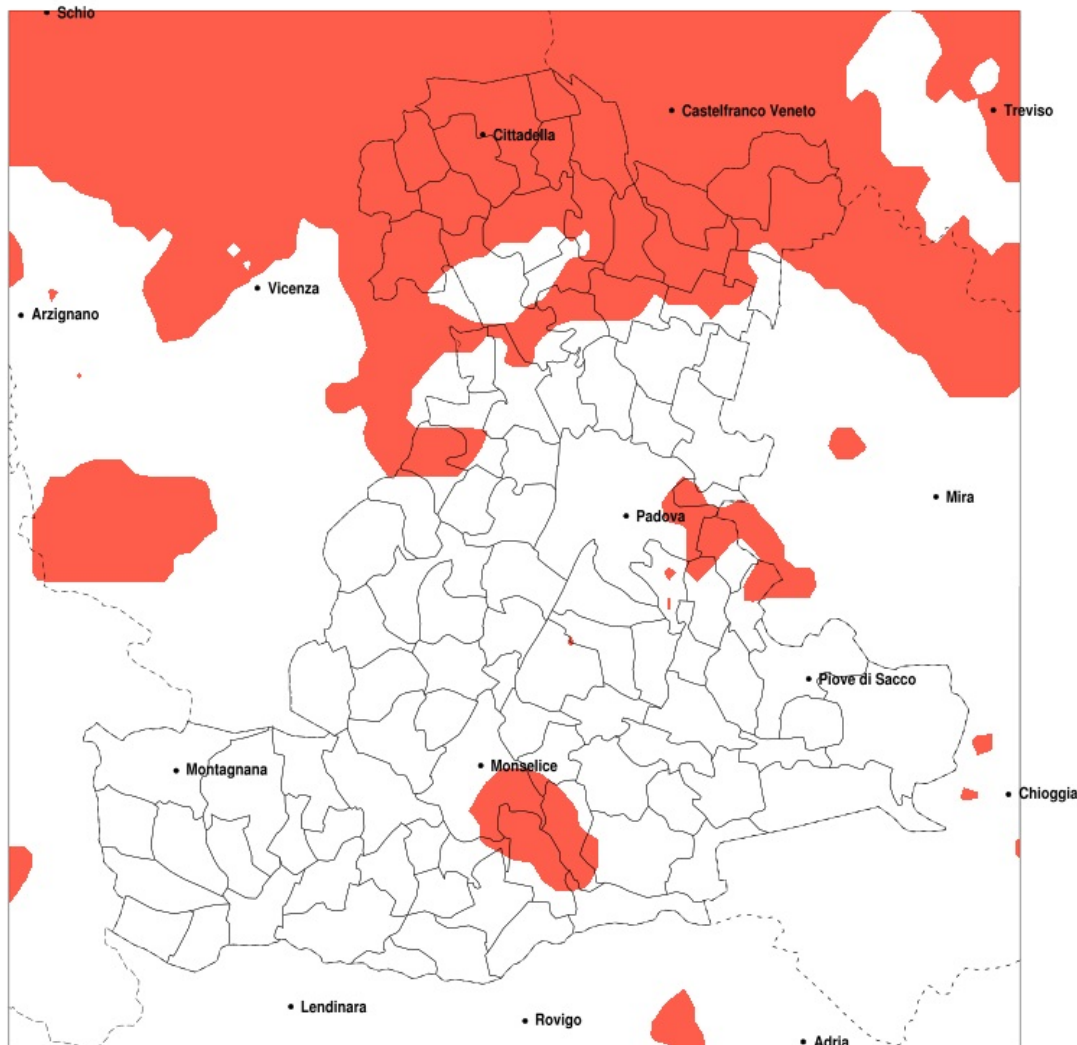 Schio
Castelfranco Veneto
Treviso
Cittadella
Vicenza
Arzignano
Mira
Padova
Piove di Sacco
Monselice
Montagnana
Chioggia
Lendinara
Rovigo
Adria